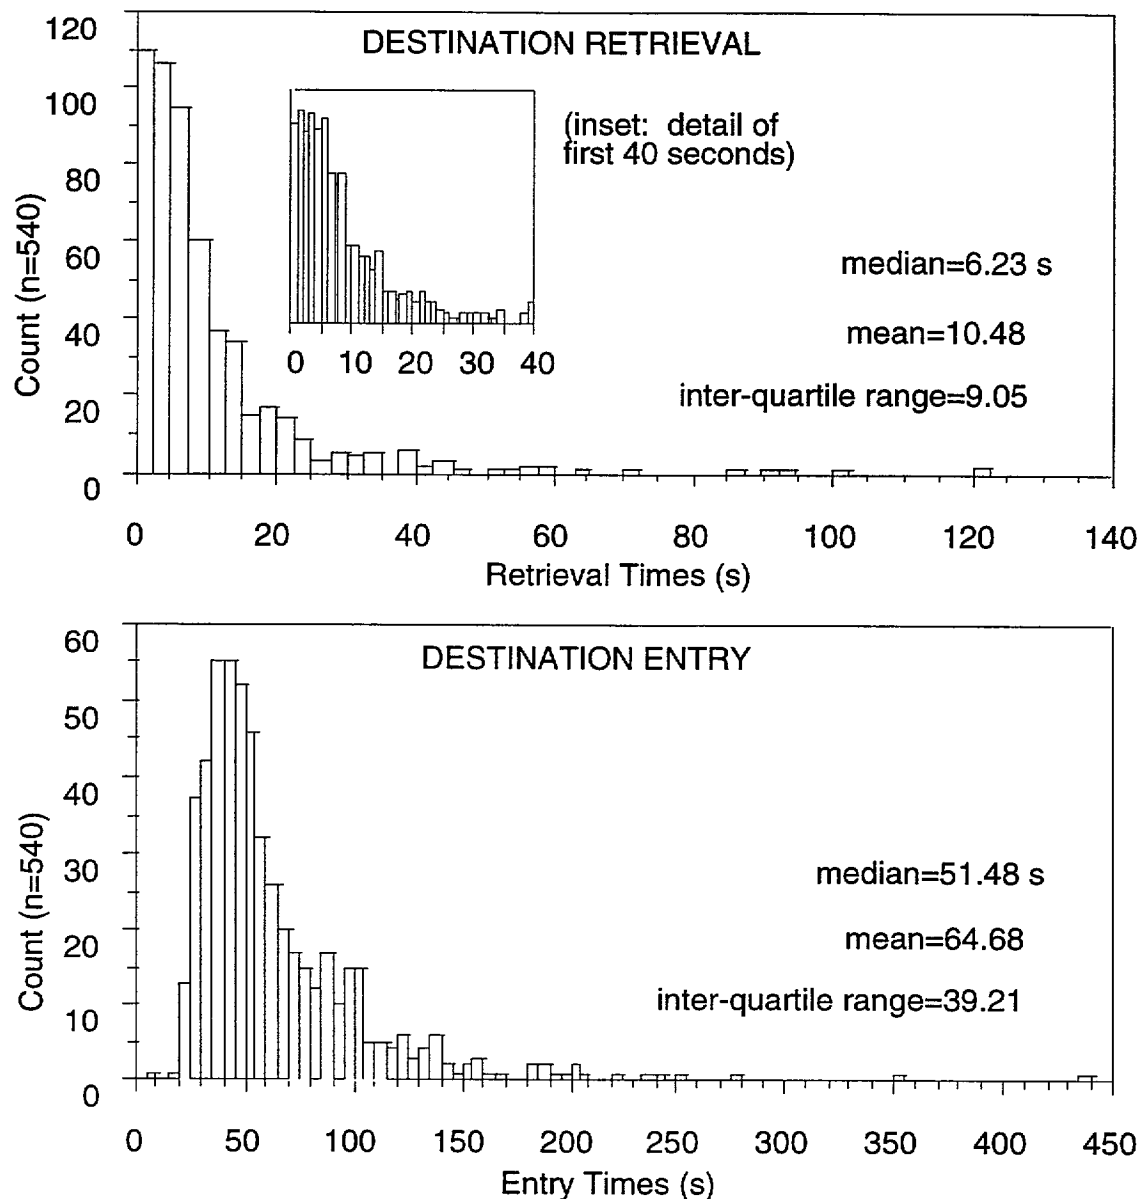 DESTINATION RETRIEVAL
(inset: detail of
first 40 seconds)
median=6.23 s
mean=10.48
inter-quartile range=9.05
Count (n=540)
120
100
80
60
40
20
0
0 10 20 30 40
0 20 40 60 80 100 120 140
Retrieval Times (s)
DESTINATION ENTRY
median=51.48 s
mean=64.68
inter-quartile range=39.21
Count (n=540)
60
50
40
30
20
10
0
0 50 100 150 200 250 300 350 400 450
Entry Times (s)